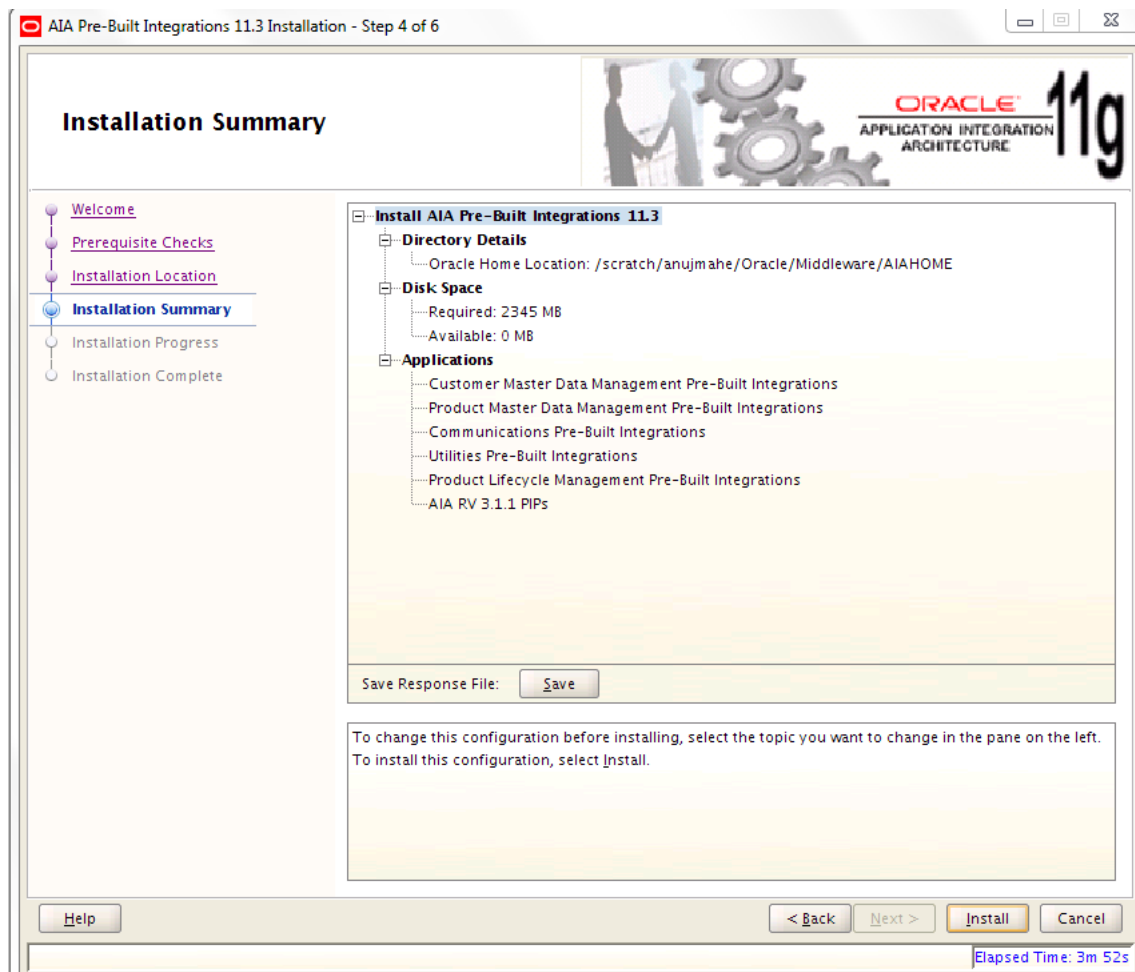 AIA Pre-Built Integrations 11.3 Installation - Step 4 of 6
Installation Summary
ORACLE
APPLICATION INTEGRATION
ARCHITECTURE
11g
Welcome
Prerequisite Checks
Installation Location
Installation Summary
Installation Progress
Installation Complete
Install AIA Pre-Built Integrations 11.3
Directory Details
Oracle Home Location: /scratch/anujmahe/Oracle/Middleware/AIAHOME
Disk Space
Required: 2345 MB
Available: 0 MB
Applications
Customer Master Data Management Pre-Built Integrations
Product Master Data Management Pre-Built Integrations
Communications Pre-Built Integrations
Utilities Pre-Built Integrations
Product Lifecycle Management Pre-Built Integrations
AIA RV 3.1.1 PIPs
Save Response File: Save
To change this configuration before installing, select the topic you want to change in the pane on the left.
To install this configuration, select Install.
Help < Back Next > Install Cancel
Elapsed Time: 3m 52s